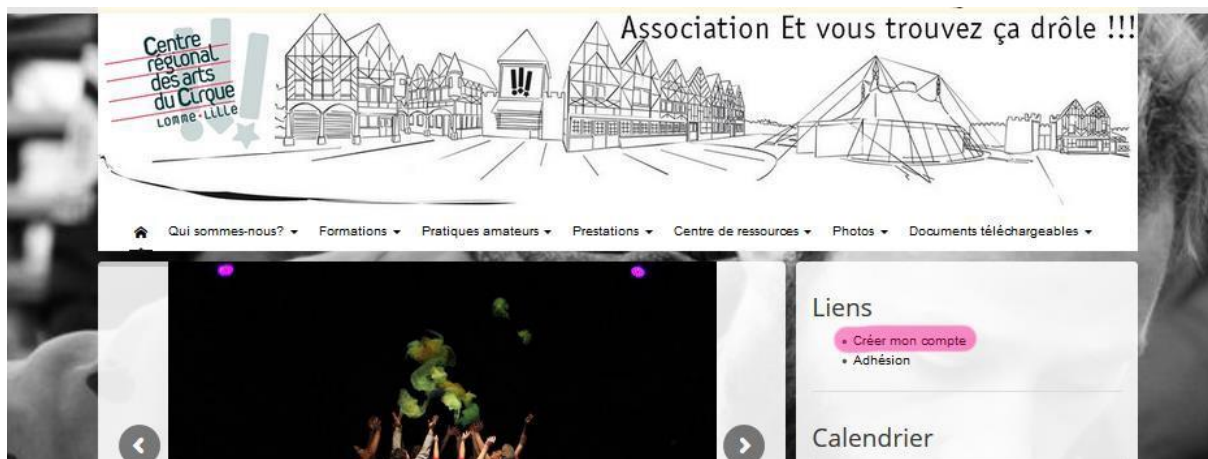 Association Et vous trouvez ça drôle !!!
Centre
régional
des arts
du Cirque
LOMME • LILLE
!!!
Qui sommes-nous? Formations Pratiques amateurs Prestations Centre de ressources Photos Documents téléchargeables
Liens
• Créer mon compte
• Adhésion
Calendrier